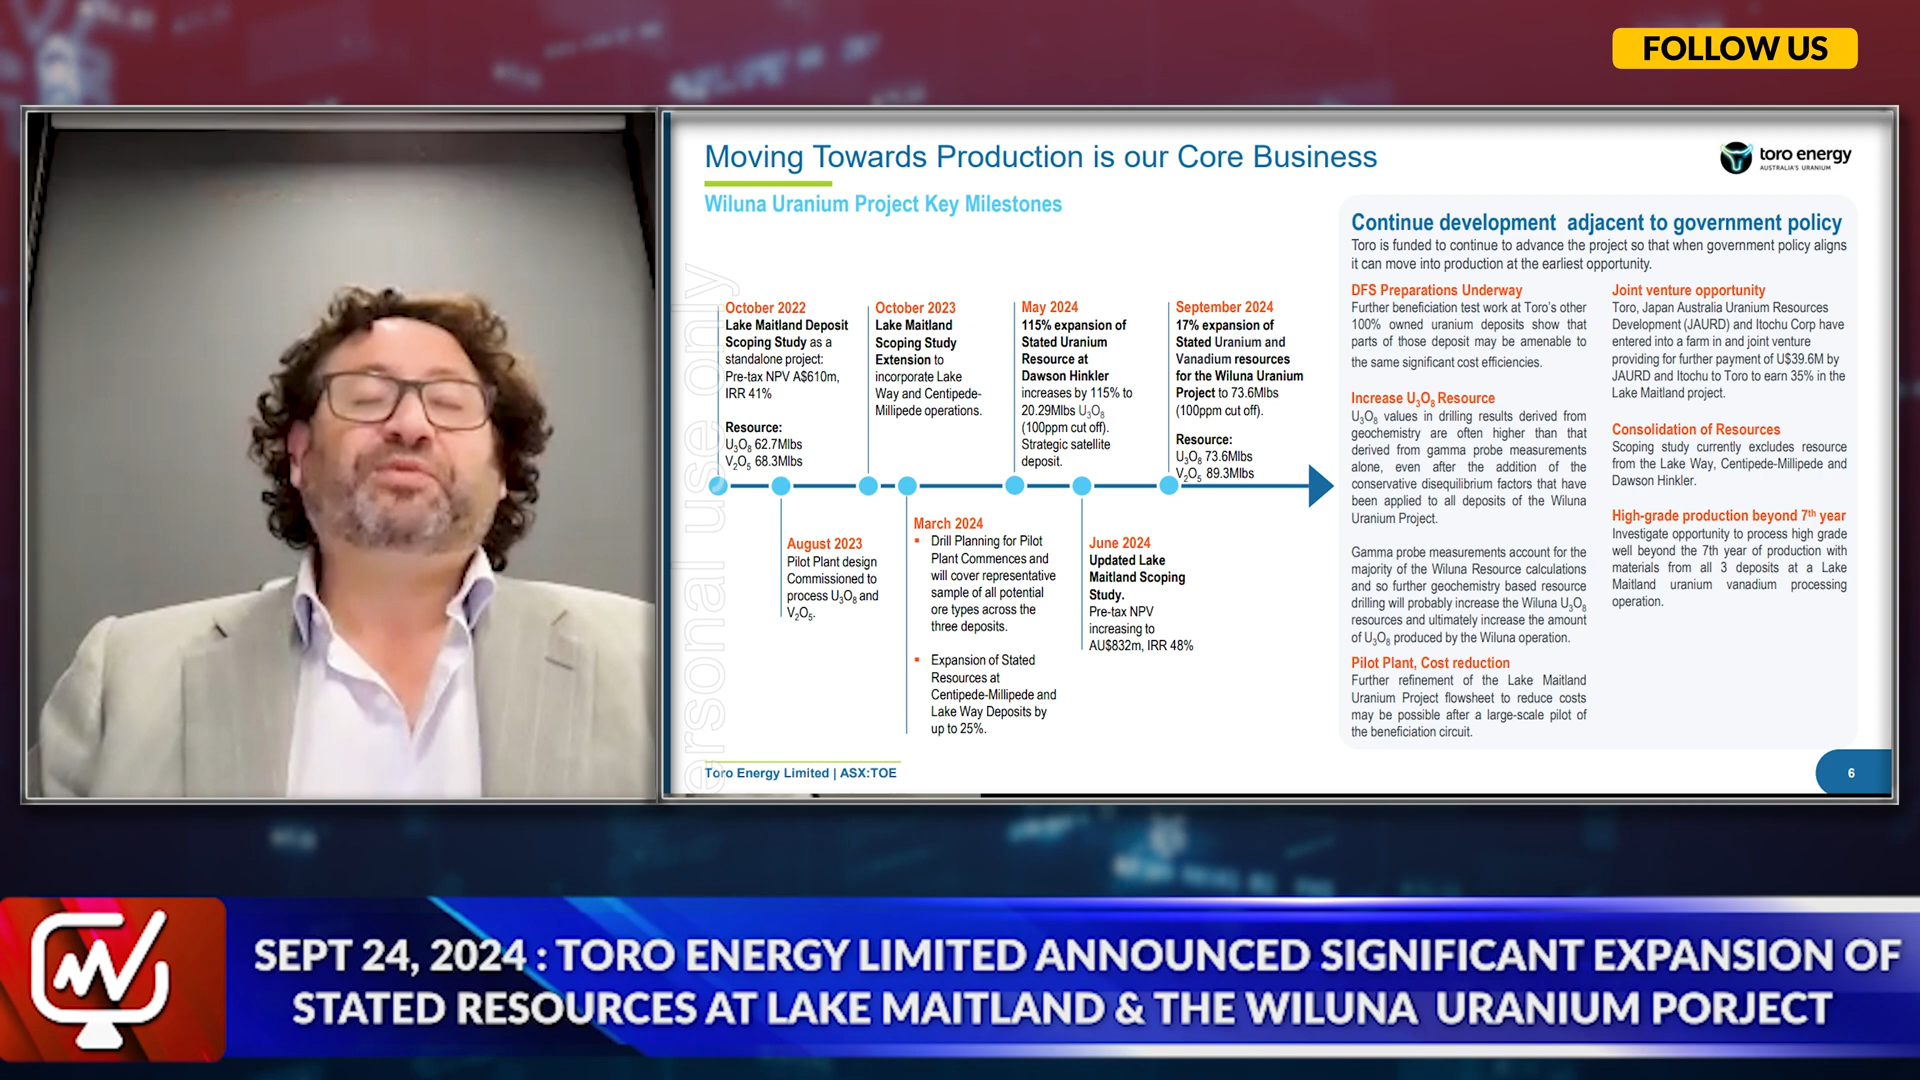 FOLLOW US
Moving Towards Production is our Core Business
toro energy
AUSTRALIA'S URANIUM
Wiluna Uranium Project Key Milestones
October 2022
Lake Maitland Deposit
Scoping Study as a
standalone project:
Pre-tax NPV A$610m,
IRR 41%
Resource:
U3O8 62.7Mlbs
V2O5 68.3Mlbs
October 2023
Lake Maitland
Scoping Study
Extension to
incorporate Lake
Way and Centipede-
Millipede operations.
May 2024
115% expansion of
Stated Uranium
Resource at
Dawson Hinkler
increases by 115% to
20.29Mlbs U3O8
(100ppm cut off).
Strategic satellite
deposit.
September 2024
17% expansion of
Stated Uranium and
Vanadium resources
for the Wiluna Uranium
Project to 73.6Mlbs
(100ppm cut off).
Resource:
U3O8 73.6Mlbs
V2O5 89.3Mlbs
August 2023
Pilot Plant design
Commissioned to
process U3O8 and
V2O5.
March 2024
▪ Drill Planning for Pilot
Plant Commences and
will cover representative
sample of all potential
ore types across the
three deposits.
▪ Expansion of Stated
Resources at
Centipede-Millipede and
Lake Way Deposits by
up to 25%.
June 2024
Updated Lake
Maitland Scoping
Study.
Pre-tax NPV
increasing to
AU$832m, IRR 48%
Continue development adjacent to government policy
Toro is funded to continue to advance the project so that when government policy aligns
it can move into production at the earliest opportunity.
DFS Preparations Underway
Further beneficiation test work at Toro's other
100% owned uranium deposits show that
parts of those deposit may be amenable to
the same significant cost efficiencies.
Increase U3O8 Resource
U3O8 values in drilling results derived from
geochemistry are often higher than that
derived from gamma probe measurements
alone, even after the addition of the
conservative disequilibrium factors that have
been applied to all deposits of the Wiluna
Uranium Project.
Gamma probe measurements account for the
majority of the Wiluna Resource calculations
and so further geochemistry based resource
drilling will probably increase the Wiluna U3O8
resources and ultimately increase the amount
of U3O8 produced by the Wiluna operation.
Pilot Plant, Cost reduction
Further refinement of the Lake Maitland
Uranium Project flowsheet to reduce costs
may be possible after a large-scale pilot of
the beneficiation circuit.
Joint venture opportunity
Toro, Japan Australia Uranium Resources
Development (JAURD) and Itochu Corp have
entered into a farm in and joint venture
providing for further payment of U$39.6M by
JAURD and Itochu to Toro to earn 35% in the
Lake Maitland project.
Consolidation of Resources
Scoping study currently excludes resource
from the Lake Way, Centipede-Millipede and
Dawson Hinkler.
High-grade production beyond 7th year
Investigate opportunity to process high grade
well beyond the 7th year of production with
materials from all 3 deposits at a Lake
Maitland uranium vanadium processing
operation.
ersonal use only
Toro Energy Limited | ASX:TOE
6
SEPT 24, 2024 : TORO ENERGY LIMITED ANNOUNCED SIGNIFICANT EXPANSION OF
STATED RESOURCES AT LAKE MAITLAND & THE WILUNA URANIUM PORJECT